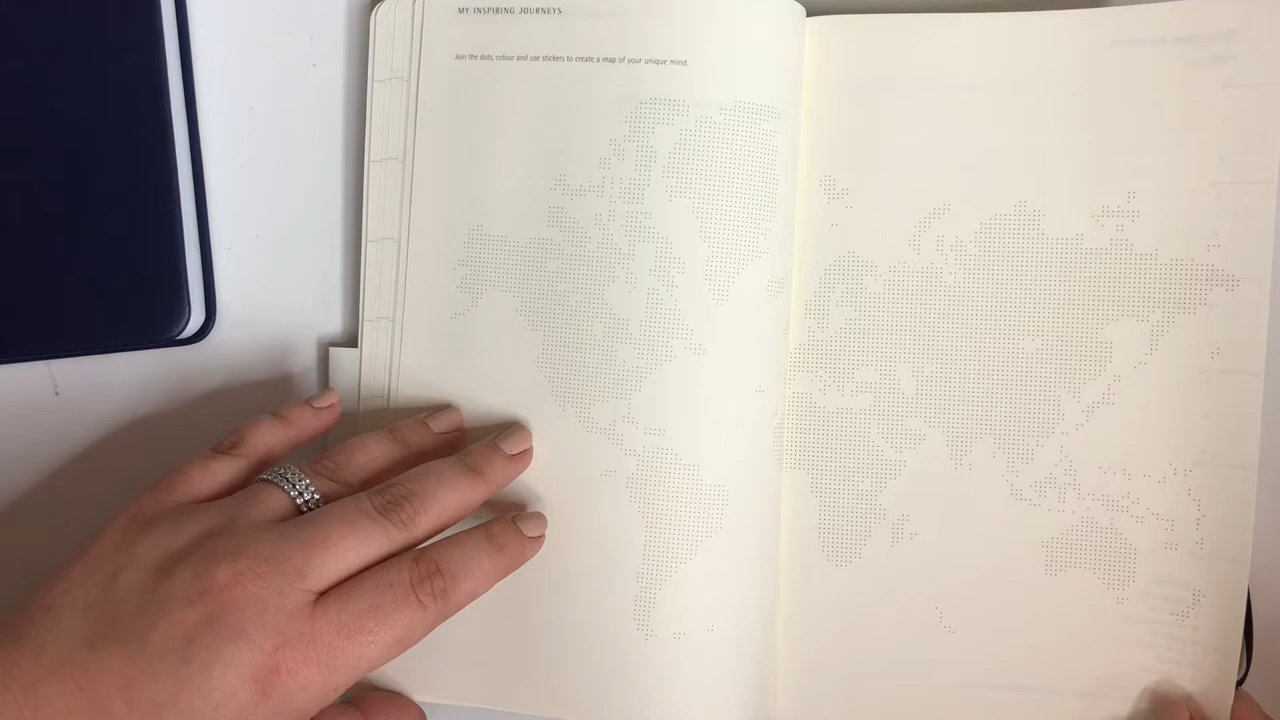 MY INSPIRING JOURNEYS
Join the dots, colour and use stickers to create a map of your unique mind.